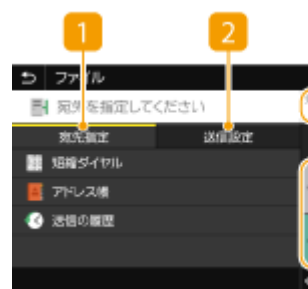 1 2
ファイル
宛先を指定してください
宛先指定 送信設定
短縮ダイヤル
アドレス帳
送信の履歴